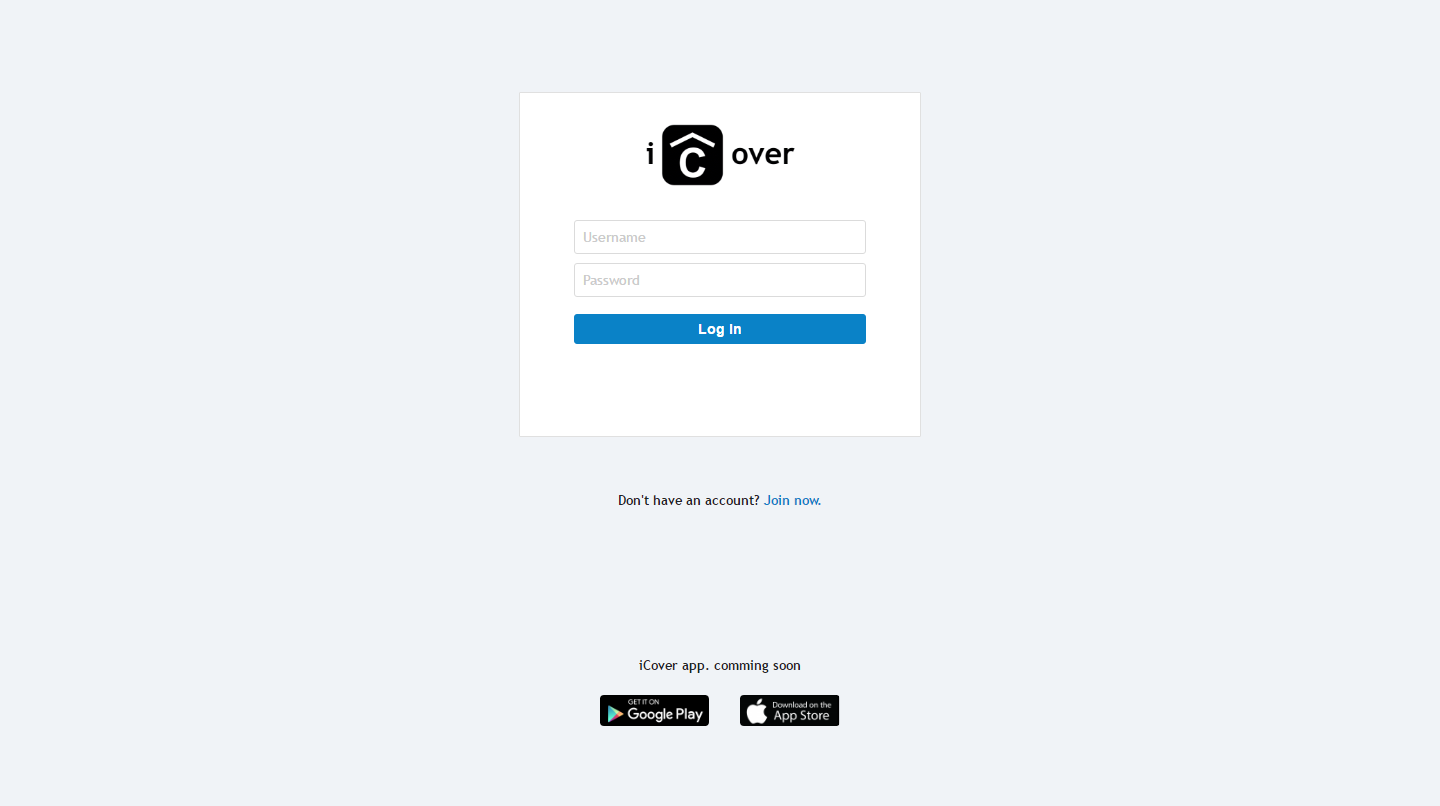 i C over
Username
Password
Log In
Don't have an account? Join now.
iCover app. comming soon
GET IT ON
Google Play
Download on the
App Store